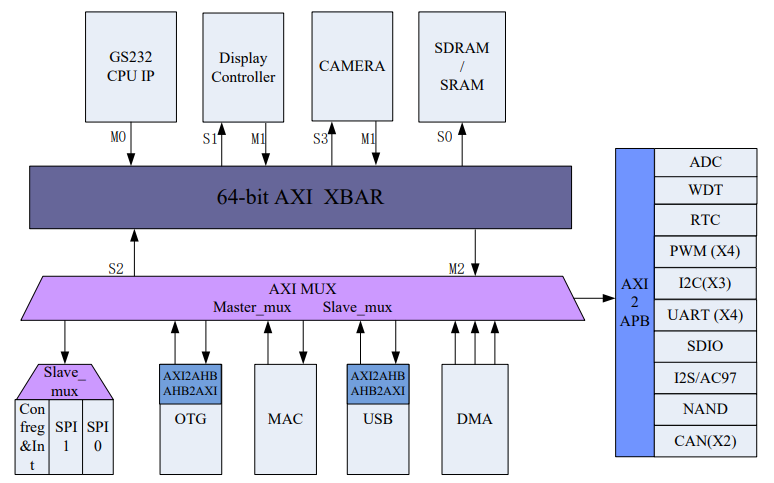 GS232
CPU IP
Display
Controller
CAMERA
SDRAM
/
SRAM
M0
S1
M1
S3
M1
S0
64-bit AXI XBAR
S2
M2
AXI MUX
Master_mux Slave_mux
Slave_
mux
Con
freg
&In
t
SPI
1
SPI
0
AXI2AHB
AHB2AXI
OTG
MAC
AXI2AHB
AHB2AXI
USB
DMA
AXI
2
APB
ADC
WDT
RTC
PWM (X4)
I2C(X3)
UART (X4)
SDIO
I2S/AC97
NAND
CAN(X2)